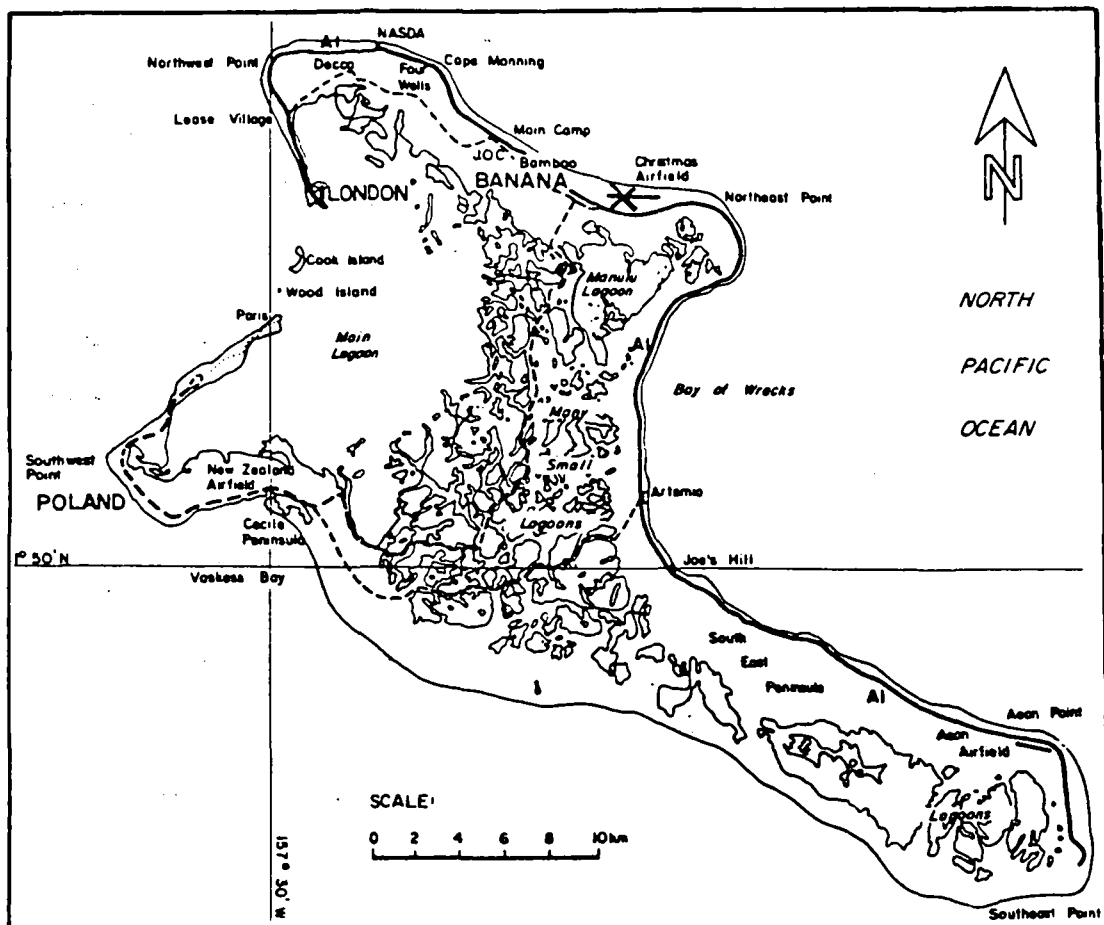 NASDA
A1
Northwest Point
Decca
Four
Wells
Cape Manning
Lease Village
Main Camp
J.O.C.
Bamboo
BANANA
Christmas
Airfield
Northeast Point
LONDON
N
Cook Island
Wood Island
Paris
Main
Lagoon
Manulu
Lagoon
A1
Bay of Wrecks
NORTH
PACIFIC
OCEAN
Many
Small
Lagoons
Southwest
Point
POLAND
New Zealand
Airfield
Cecile
Peninsula
Artemia
1° 50' N
Vaskess Bay
Joe's Hill
South
East
Peninsula
A1
Aeon Point
Aeon
Airfield
Lagoons
SCALE:
0 2 4 6 8 10 km
157° 30' W
Southeast Point